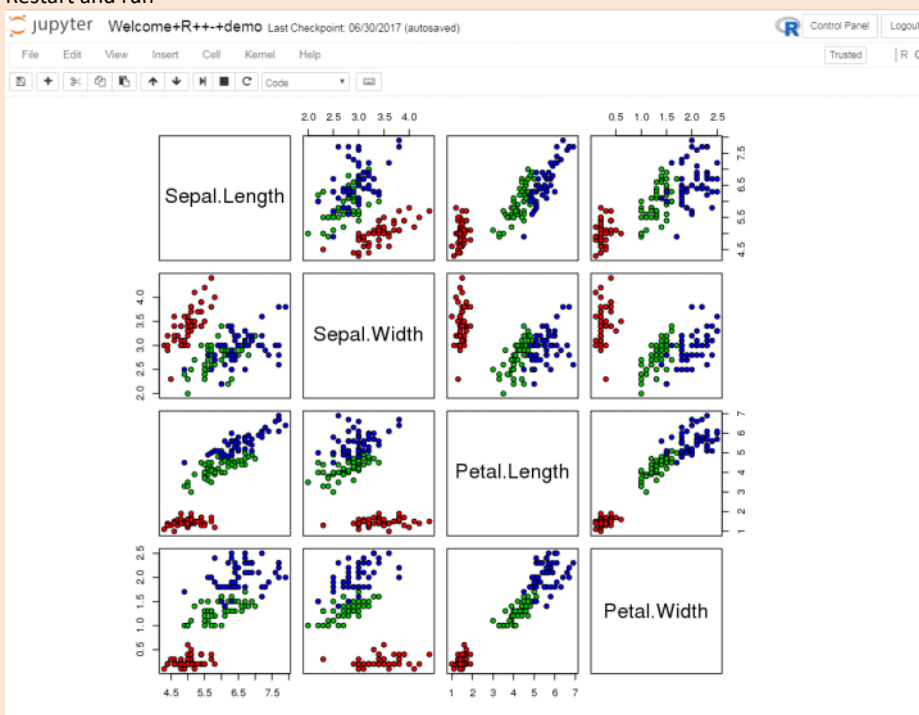 Restart and run
jupyter Welcome+R++-+demo Last Checkpoint: 06/30/2017 (autosaved)
R Control Panel Logout
File Edit View Insert Cell Kernel Help
Trusted R
Code
2.0 2.5 3.0 3.5 4.0
0.5 1.0 1.5 2.0 2.5
Sepal.Length
4.5 5.5 6.5 7.5
2.0 2.5 3.0 3.5 4.0
Sepal.Width
Petal.Length
1 2 3 4 5 6 7
0.5 1.0 1.5 2.0 2.5
Petal.Width
4.5 5.5 6.5 7.5
1 2 3 4 5 6 7